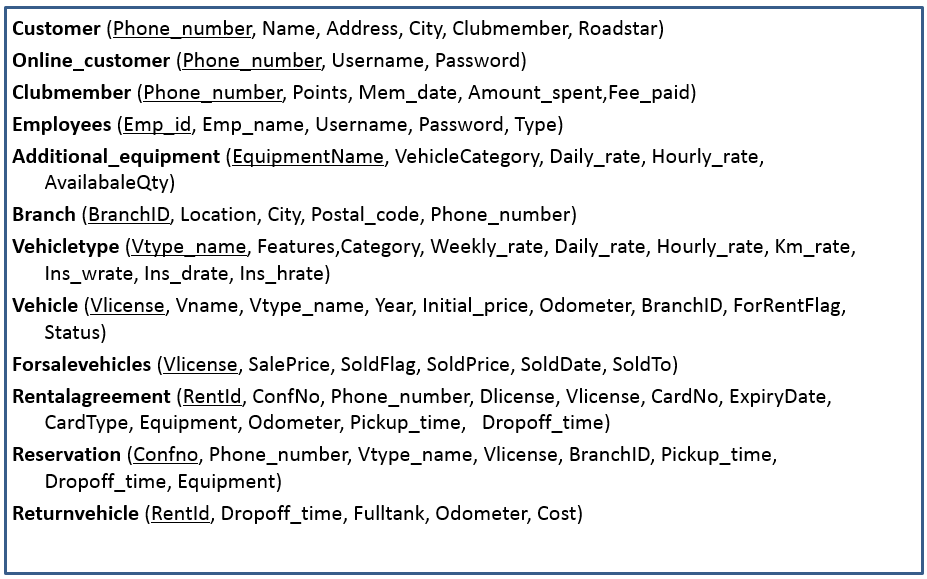 Customer (Phone_number, Name, Address, City, Clubmember, Roadstar)
Online_customer (Phone_number, Username, Password)
Clubmember (Phone_number, Points, Mem_date, Amount_spent,Fee_paid)
Employees (Emp_id, Emp_name, Username, Password, Type)
Additional_equipment (EquipmentName, VehicleCategory, Daily_rate, Hourly_rate,
AvailabaleQty)
Branch (BranchID, Location, City, Postal_code, Phone_number)
Vehicletype (Vtype_name, Features,Category, Weekly_rate, Daily_rate, Hourly_rate, Km_rate,
Ins_wrate, Ins_drate, Ins_hrate)
Vehicle (Vlicense, Vname, Vtype_name, Year, Initial_price, Odometer, BranchID, ForRentFlag,
Status)
Forsalevehicles (Vlicense, SalePrice, SoldFlag, SoldPrice, SoldDate, SoldTo)
Rentalagreement (RentId, ConfNo, Phone_number, Dlicense, Vlicense, CardNo, ExpiryDate,
CardType, Equipment, Odometer, Pickup_time, Dropoff_time)
Reservation (Confno, Phone_number, Vtype_name, Vlicense, BranchID, Pickup_time,
Dropoff_time, Equipment)
Returnvehicle (RentId, Dropoff_time, Fulltank, Odometer, Cost)